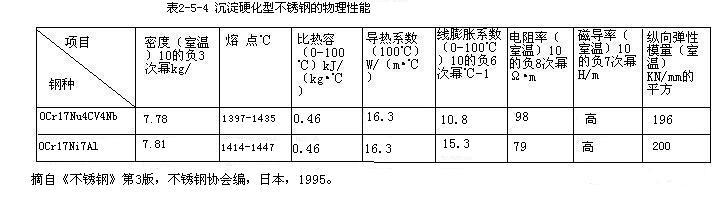 表2-5-4 沉淀硬化型不锈钢的物理性能
项目
钢种
密度（室温
）10的负3
次幂kg/
熔 点℃
比热容
（0-100
℃）kJ/
（kg·℃
）
导热系数
（100℃）
W/（m·℃
）
线膨胀系数
（0-100℃
）10的负6
次幂℃-1
电阻率（
室温）10
的负8次幂
Ω·m
磁导率（
室温）10
的负7次幂
H/m
纵向弹性
模量（室
温）
KN/mm的
平方
0Cr17Nu4CV4Nb 7.78 1397-1435 0.46 16.3 10.8 98 高 196
0Cr17Ni7Al 7.81 1414-1447 0.46 16.3 15.3 79 高 200
摘自《不锈钢》第3版，不锈钢协会编，日本，1995。